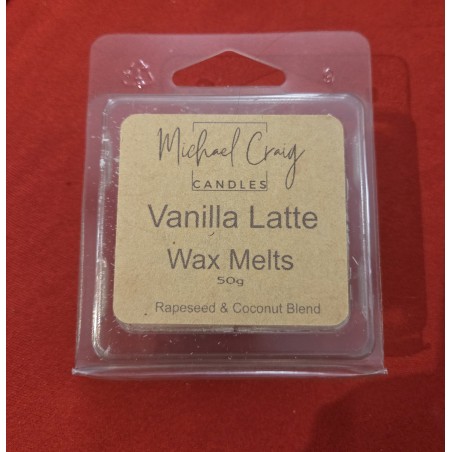 Michael Craig
CANDLES
Vanilla Latte
Wax Melts
50g
Rapeseed & Coconut Blend